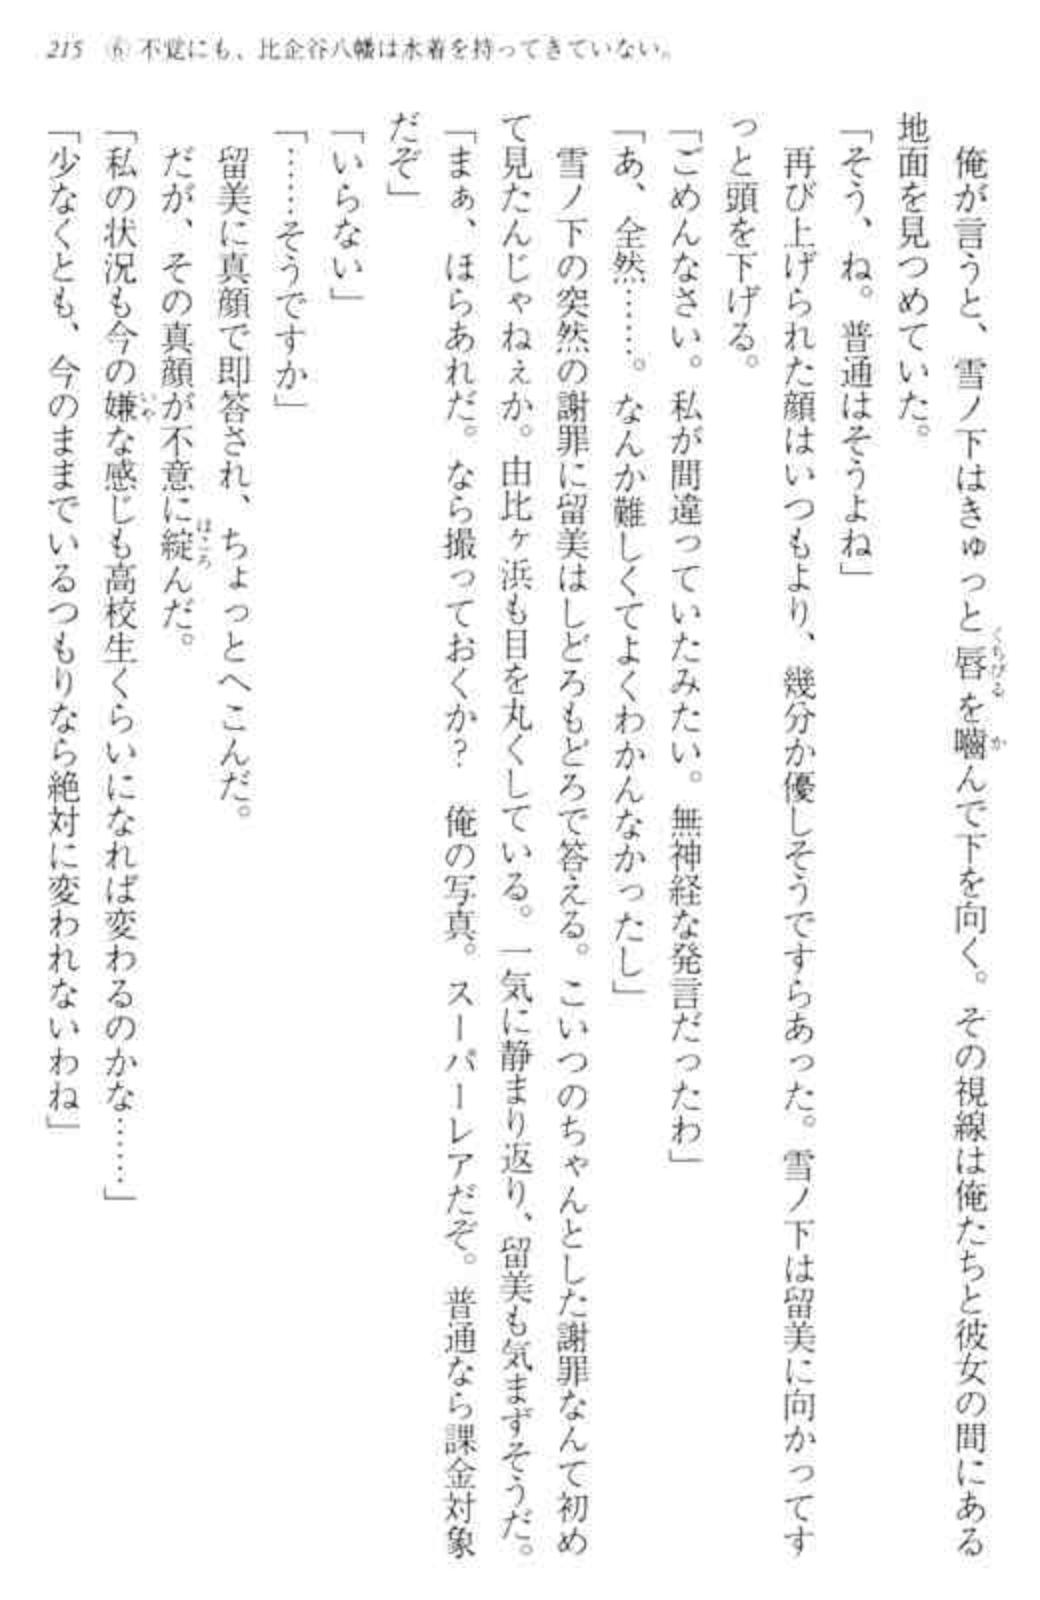 215　⑥ 不覚にも、比企谷八幡は水着を持ってきていない。
　俺が言うと、雪ノ下はきゅっと唇を嚙んで下を向く。その視線は俺たちと彼女の間にある
地面を見つめていた。
「そう、ね。普通はそうよね」
　再び上げられた顔はいつもより、幾分か優しそうですらあった。雪ノ下は留美に向かってす
っと頭を下げる。
「ごめんなさい。私が間違っていたみたい。無神経な発言だったわ」
「あ、全然……。なんか難しくてよくわかんなかったし」
　雪ノ下の突然の謝罪に留美はしどろもどろで答える。こいつのちゃんとした謝罪なんて初め
て見たんじゃねぇか。由比ヶ浜も目を丸くしている。一気に静まり返り、留美も気まずそうだ。
「まぁ、ほらあれだ。なら撮っておくか？　俺の写真。スーパーレアだぞ。普通なら課金対象
だぞ」
「いらない」
「……そうですか」
　留美に真顔で即答され、ちょっとへこんだ。
　だが、その真顔が不意に綻んだ。
「私の状況も今の嫌な感じも高校生くらいになれば変わるのかな……」
「少なくとも、今のままでいるつもりなら絶対に変われないわね」
くちびる
か
ほころ
いや